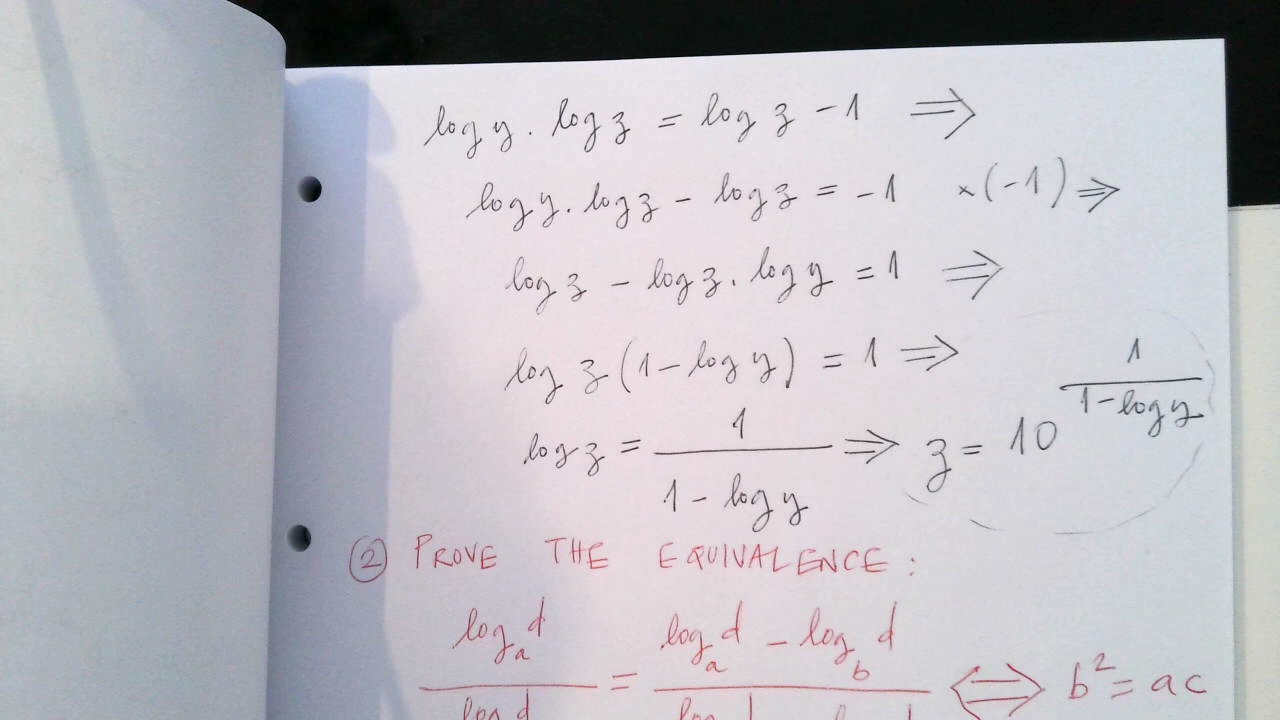 log y . log z = log z - 1 ⇒
log y . log z - log z = -1 ×(-1) ⇒
log z - log z . log y = 1 ⇒
log z (1 - log y) = 1 ⇒
log z = 1 / (1 - log y) ⇒ z = 10^(1 / (1 - log y))
② PROVE THE EQUIVALENCE :
log_a d / log d = (log_a d - log_b d) / ⇔ b² = ac